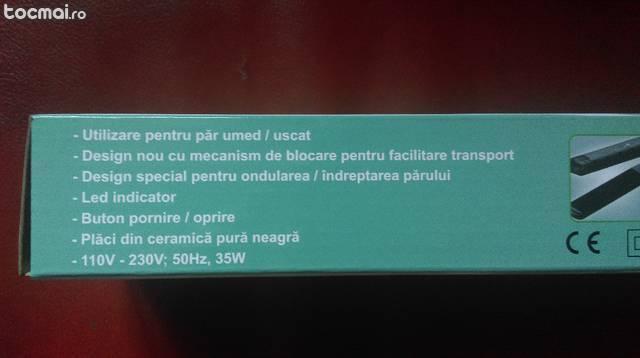 tocmai.ro
- Utilizare pentru păr umed / uscat
- Design nou cu mecanism de blocare pentru facilitare transport
- Design special pentru ondularea / îndreptarea părului
- Led indicator
- Buton pornire / oprire
- Plăci din ceramică pură neagră
- 110V - 230V; 50Hz, 35W
CE